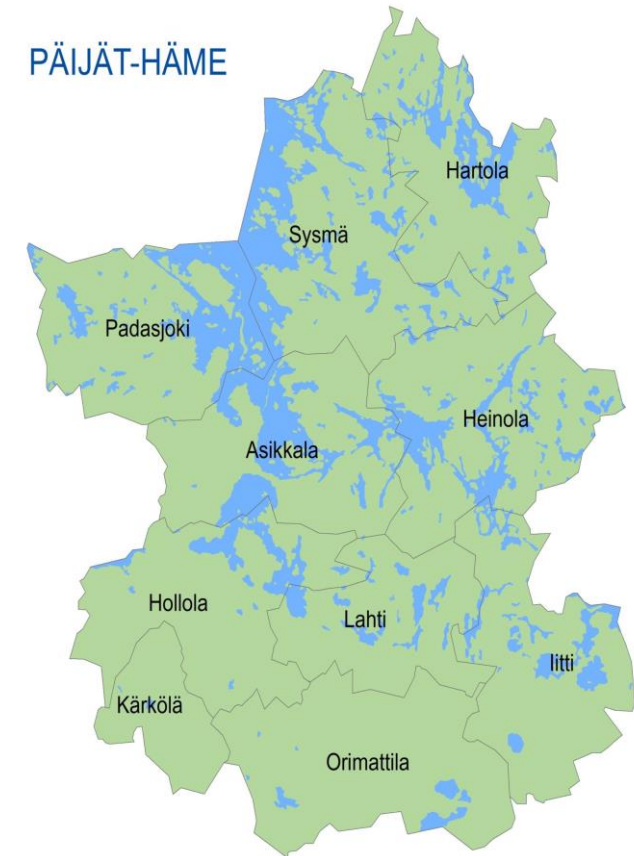 PÄIJÄT-HÄME
Hartola
Sysmä
Padasjoki
Heinola
Asikkala
Hollola
Lahti
Iitti
Kärkölä
Orimattila